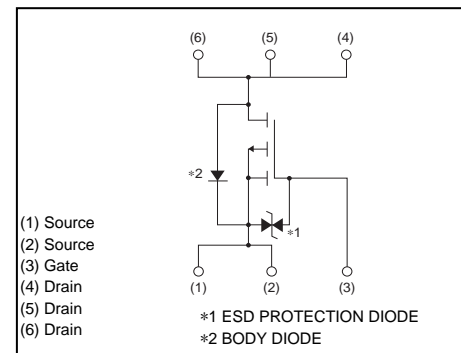 (6) (5) (4)
∗2
∗1
(1) Source
(2) Source
(3) Gate
(4) Drain
(5) Drain
(6) Drain
(1) (2) (3)
∗1 ESD PROTECTION DIODE
∗2 BODY DIODE